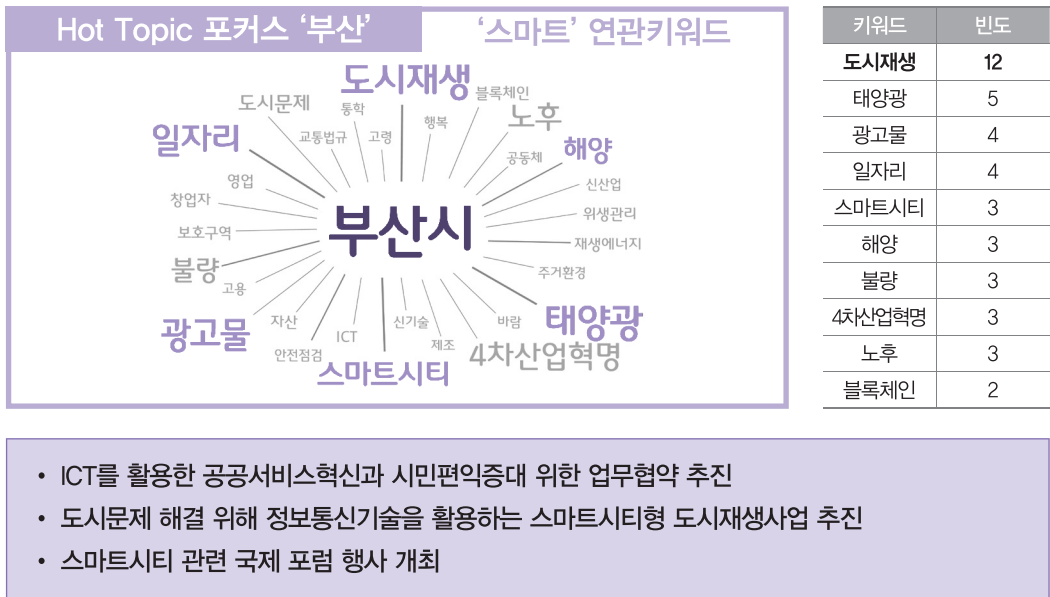 Hot Topic 포커스 ‘부산’
‘스마트’ 연관키워드
도시재생
블록체인
도시문제
통학
행복
노후
일자리
교통법규
고령
공동체
해양
영업
신산업
창업자
부산시
위생관리
보호구역
재생에너지
불량
주거환경
고용
자산
신기술
바람
태양광
광고물
ICT
제조
안전점검
4차산업혁명
스마트시티
키워드 빈도
도시재생 12
태양광 5
광고물 4
일자리 4
스마트시티 3
해양 3
불량 3
4차산업혁명 3
노후 3
블록체인 2
• ICT를 활용한 공공서비스혁신과 시민편익증대 위한 업무협약 추진
• 도시문제 해결 위해 정보통신기술을 활용하는 스마트시티형 도시재생사업 추진
• 스마트시티 관련 국제 포럼 행사 개최